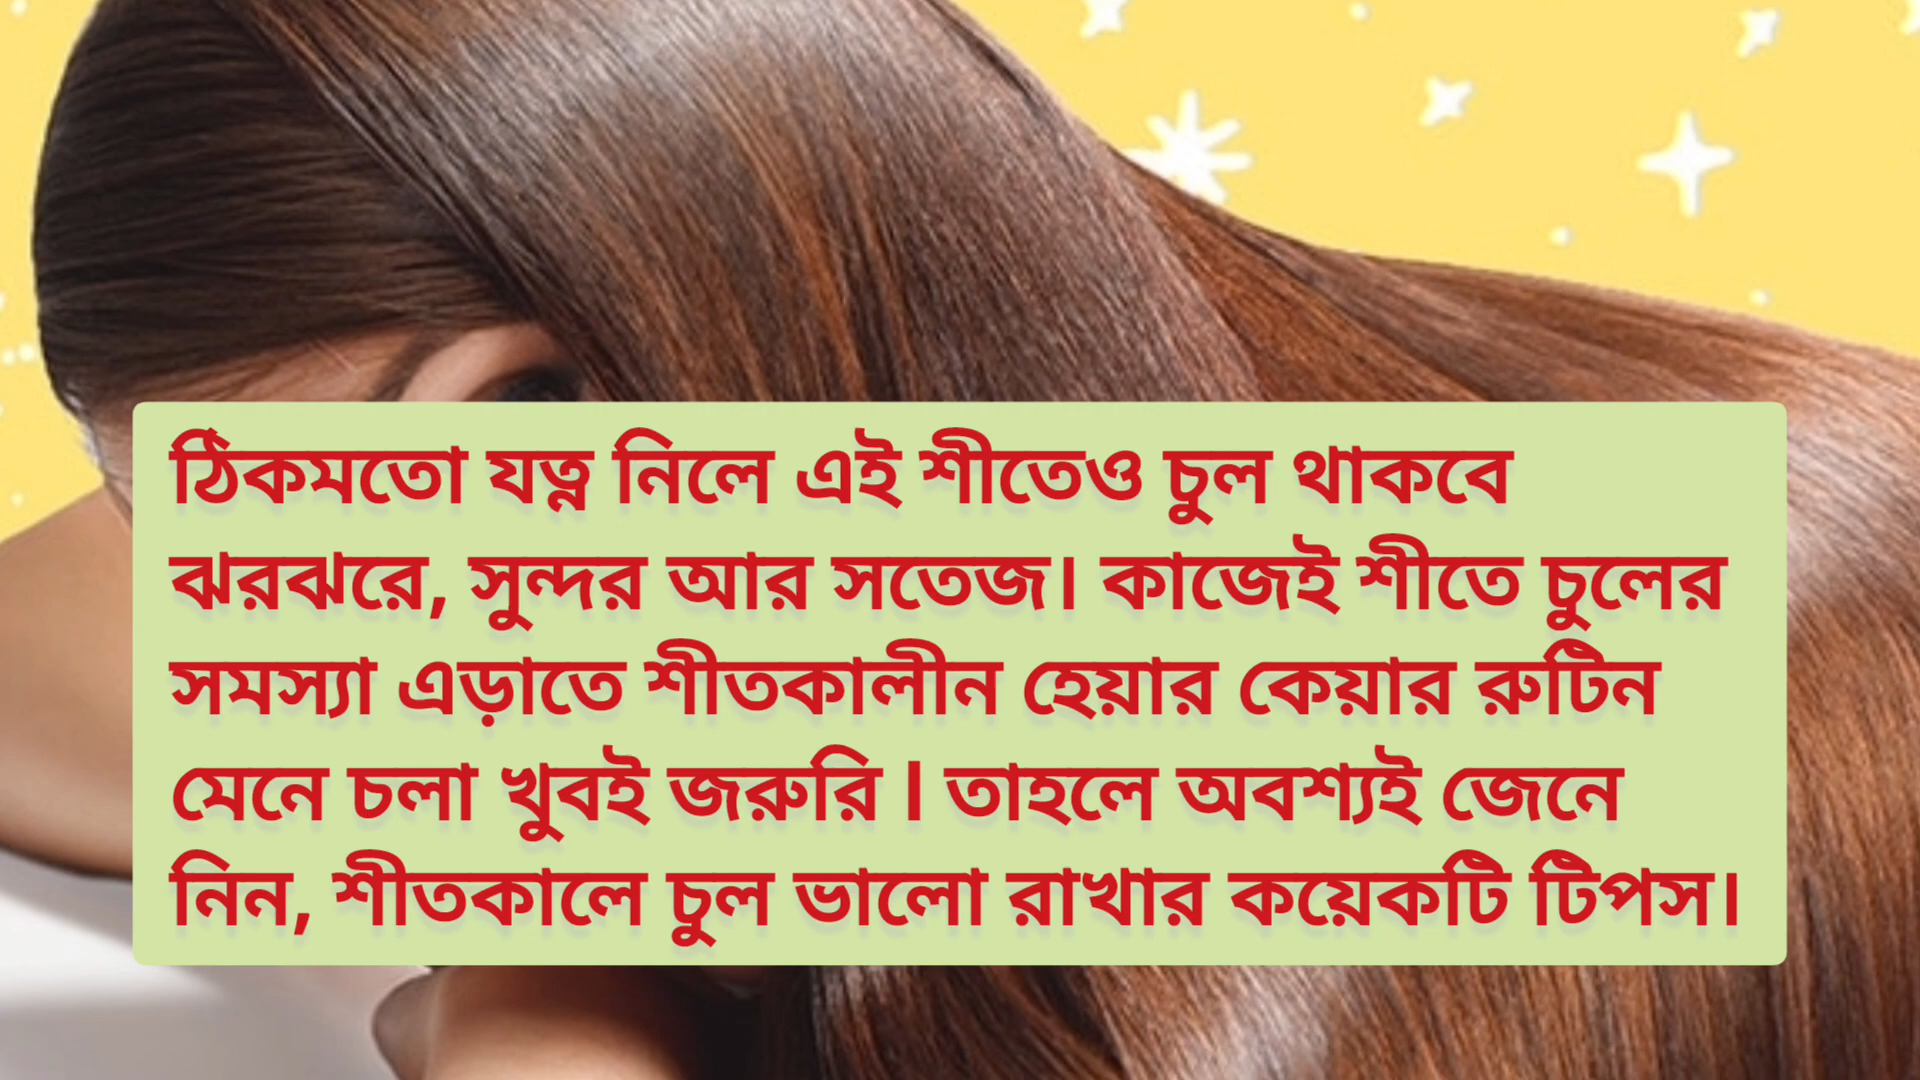 ঠিকমতো যত্ন নিলে এই শীতেও চুল থাকবে
ঝরঝরে, সুন্দর আর সতেজ। কাজেই শীতে চুলের
সমস্যা এড়াতে শীতকালীন হেয়ার কেয়ার রুটিন
মেনে চলা খুবই জরুরি। তাহলে অবশ্যই জেনে
নিন, শীতকালে চুল ভালো রাখার কয়েকটি টিপস।